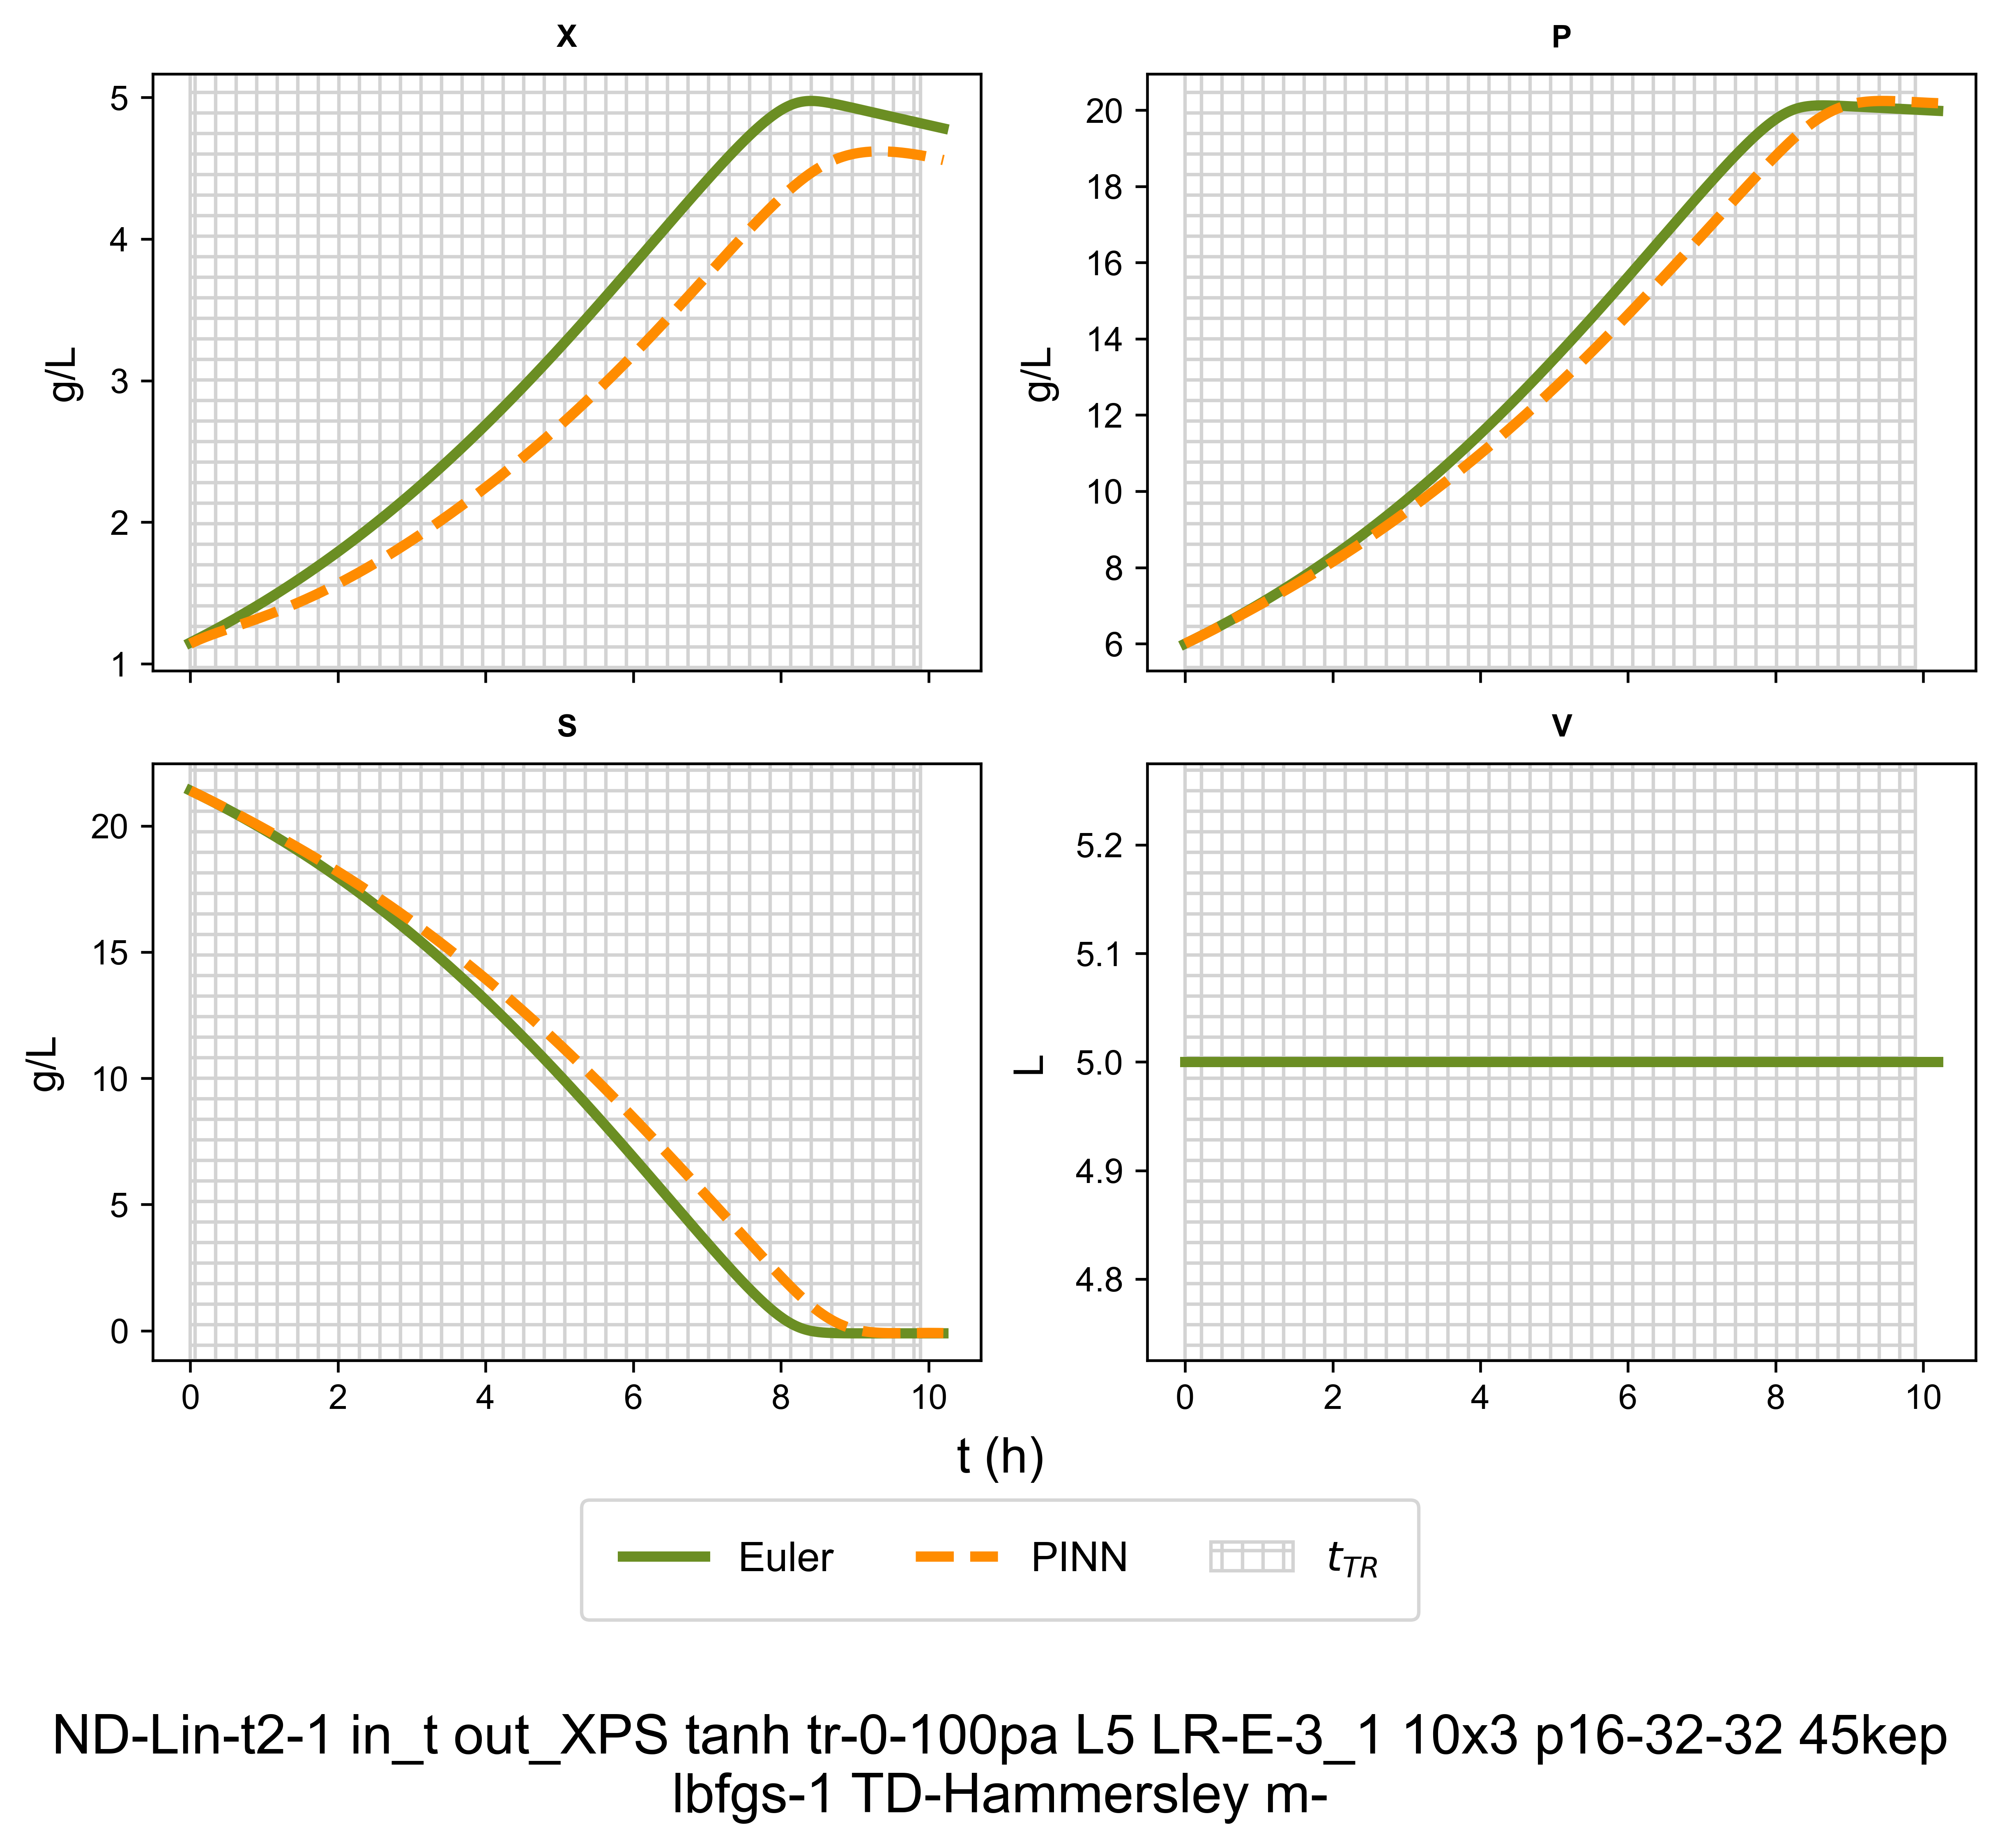 X
P
5
4
3
2
1
g/L
20
18
16
14
12
10
8
6
g/L
S
V
20
15
10
5
0
g/L
5.2
5.1
5.0
4.9
4.8
L
0 2 4 6 8 10
0 2 4 6 8 10
t (h)
Euler PINN t_TR
ND-Lin-t2-1 in_t out_XPS tanh tr-0-100pa L5 LR-E-3_1 10x3 p16-32-32 45kep
lbfgs-1 TD-Hammersley m-